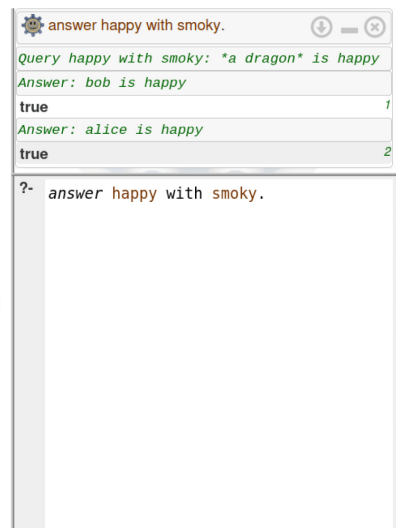 answer happy with smoky.
Query happy with smoky: *a dragon* is happy
Answer: bob is happy
true 1
Answer: alice is happy
true 2
?- answer happy with smoky.